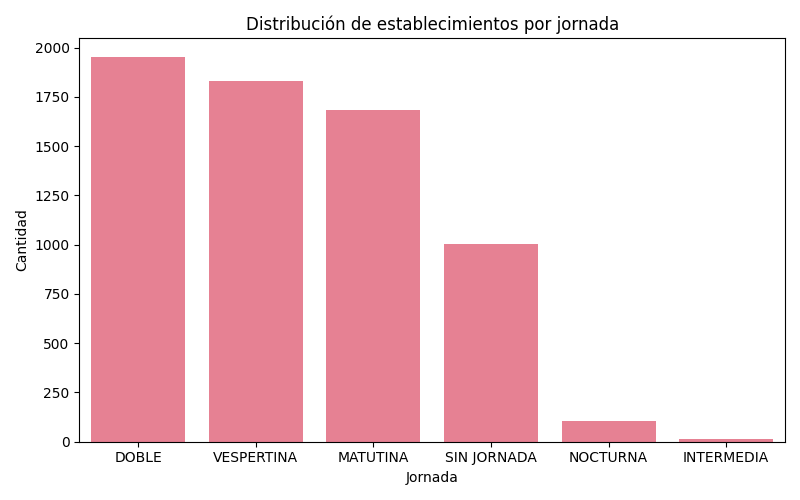 Distribución de establecimientos por jornada
Cantidad
2000
1750
1500
1250
1000
750
500
250
0
DOBLE VESPERTINA MATUTINA SIN JORNADA NOCTURNA INTERMEDIA
Jornada